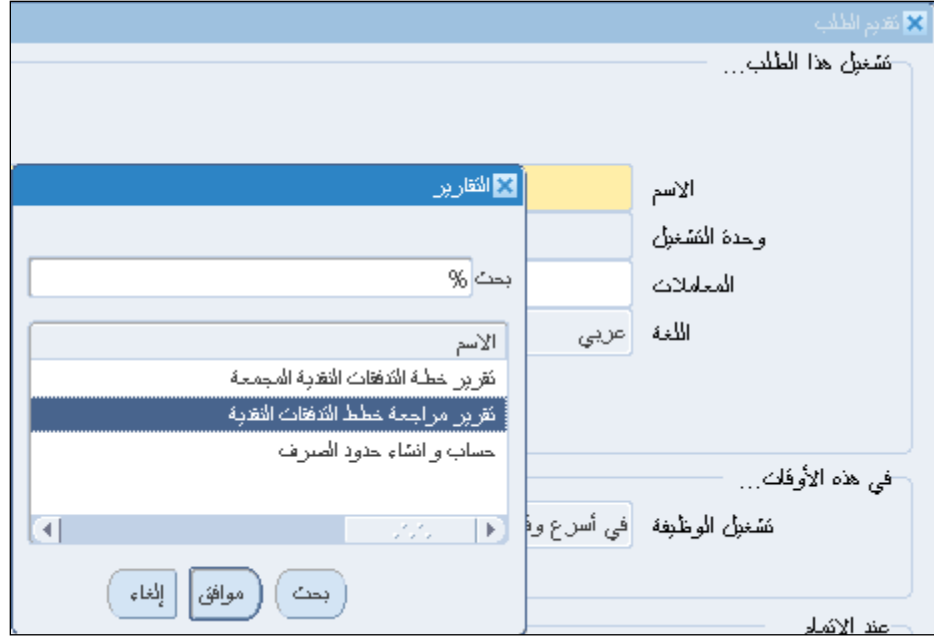 تقديم الطلب
تشغيل هذا الطلب...
الاسم
وحدة التشغيل
المعاملات
اللغة عربي
التقارير
بحث %
الاسم
تقرير خطة التدفقات النقدية المجمعة
تقرير مراجعة خطط التدفقات النقدية
حساب و انشاء حدود الصرف
بحث موافق إلغاء
في هذه الأوقات...
تشغيل الوظيفة في أسرع
عند الانتهاء